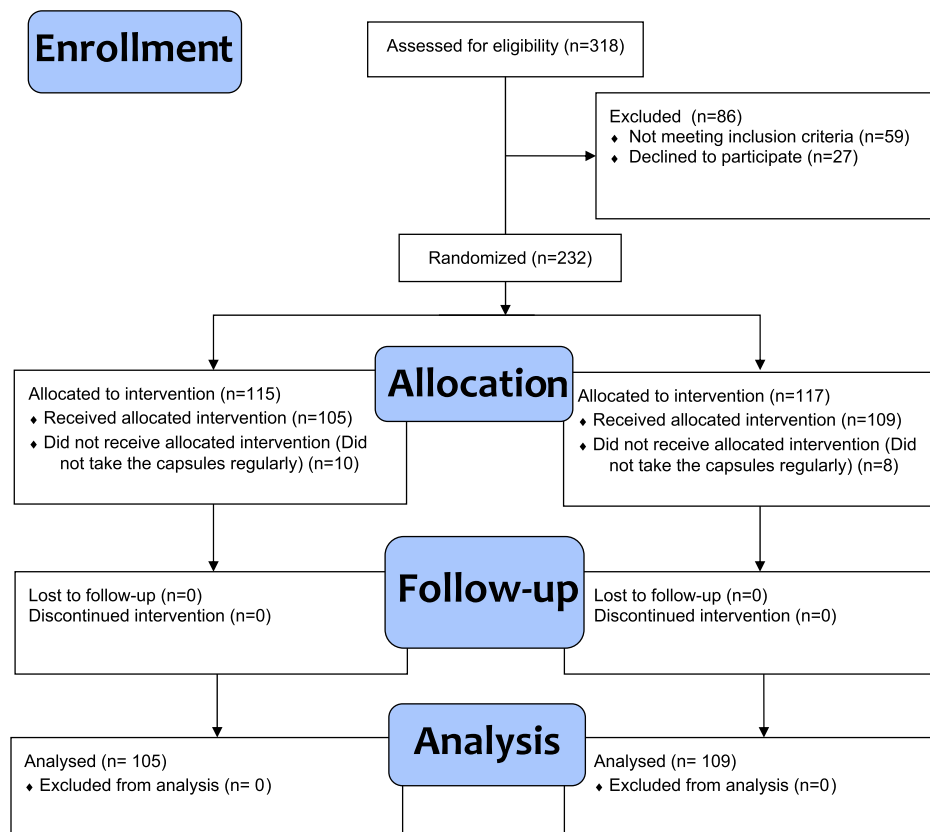 Enrollment
Assessed for eligibility (n=318)
Excluded (n=86)
♦ Not meeting inclusion criteria (n=59)
♦ Declined to participate (n=27)
Randomized (n=232)
Allocation
Allocated to intervention (n=115)
♦ Received allocated intervention (n=105)
♦ Did not receive allocated intervention (Did
not take the capsules regularly) (n=10)
Allocated to intervention (n=117)
♦ Received allocated intervention (n=109)
♦ Did not receive allocated intervention (Did
not take the capsules regularly) (n=8)
Follow-up
Lost to follow-up (n=0)
Discontinued intervention (n=0)
Lost to follow-up (n=0)
Discontinued intervention (n=0)
Analysis
Analysed (n= 105)
♦ Excluded from analysis (n= 0)
Analysed (n= 109)
♦ Excluded from analysis (n=0)